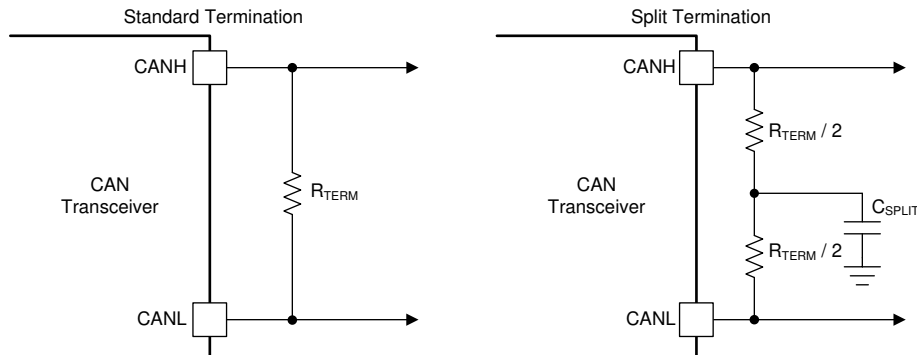 Standard Termination
CANH
CAN
Transceiver
RTERM
CANL
Split Termination
CANH
RTERM / 2
CAN
Transceiver
CSPLIT
RTERM / 2
CANL